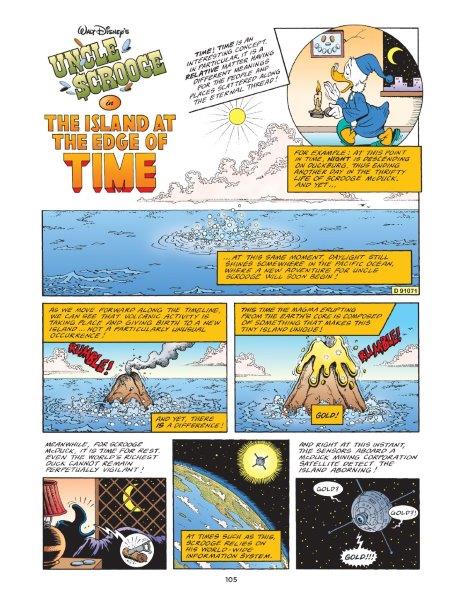 WALT DISNEY'S
UNCLE
$CROOGE
in
THE ISLAND AT
THE EDGE OF
TIME
TIME! TIME IS AN
INTERESTING CONCEPT.
IN PARTICULAR, IT IS A
RELATIVE MATTER HAVING
DIFFERENT MEANINGS
FOR THE PEOPLE AND
PLACES SCATTERED ALONG
THE ETERNAL THREAD!
FOR EXAMPLE: AT THIS POINT
IN TIME, NIGHT IS DESCENDING
ON DUCKBURG, THUS ENDING
ANOTHER DAY IN THE THRIFTY
LIFE OF SCROOGE McDUCK.
AND YET...
...AT THIS SAME MOMENT, DAYLIGHT STILL
SHINES SOMEWHERE IN THE PACIFIC OCEAN,
WHERE A NEW ADVENTURE FOR UNCLE
SCROOGE WILL SOON BEGIN!
D 91071
AS WE MOVE FORWARD ALONG THE TIMELINE,
WE CAN SEE THAT VOLCANIC ACTIVITY IS
TAKING PLACE AND GIVING BIRTH TO A NEW
ISLAND... NOT A PARTICULARLY UNUSUAL
OCCURRENCE!
RUMBLE!
AND YET, THERE
IS A DIFFERENCE!
THIS TIME THE MAGMA ERUPTING
FROM THE EARTH'S CORE IS COMPOSED
OF SOMETHING THAT MAKES THIS
TINY ISLAND UNIQUE!
RUMBLE!
GOLD!
MEANWHILE, FOR SCROOGE
McDUCK, IT IS TIME FOR REST.
EVEN THE WORLD'S RICHEST
DUCK CANNOT REMAIN
PERPETUALLY VIGILANT!
AT TIMES SUCH AS THIS,
SCROOGE RELIES ON
HIS WORLD-WIDE
INFORMATION SYSTEM.
AND RIGHT AT THIS INSTANT,
THE SENSORS ABOARD A
McDUCK MINING CORPORATION
SATELLITE DETECT THE
ISLAND ABORNING!
GOLD?
GOLD?
GOLD!!!
105